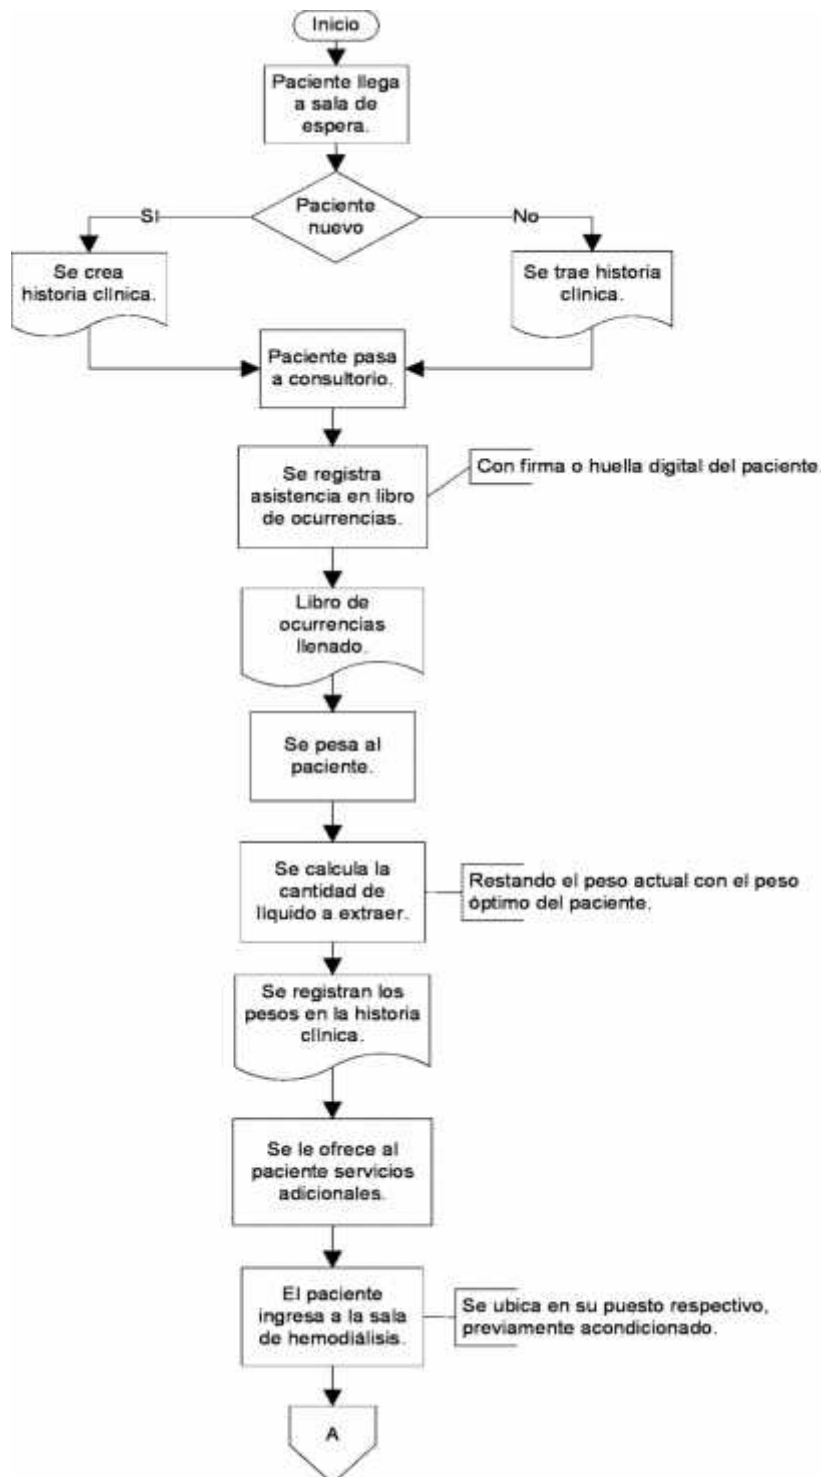 Inicio
Paciente llega
a sala de
espera.
Paciente
nuevo
SI
No
Se crea
historia clínica.
Se trae historia
clínica.
Paciente pasa
a consultorio.
Se registra
asistencia en libro
de ocurrencias.
Con firma o huella digital del paciente.
Libro de
ocurrencias
llenado.
Se pesa al
paciente.
Se calcula la
cantidad de
líquido a extraer.
Restando el peso actual con el peso
óptimo del paciente.
Se registran los
pesos en la historia
clínica.
Se le ofrece al
paciente servicios
adicionales.
El paciente
ingresa a la sala
de hemodiálisis.
Se ubica en su puesto respectivo,
previamente acondicionado.
A